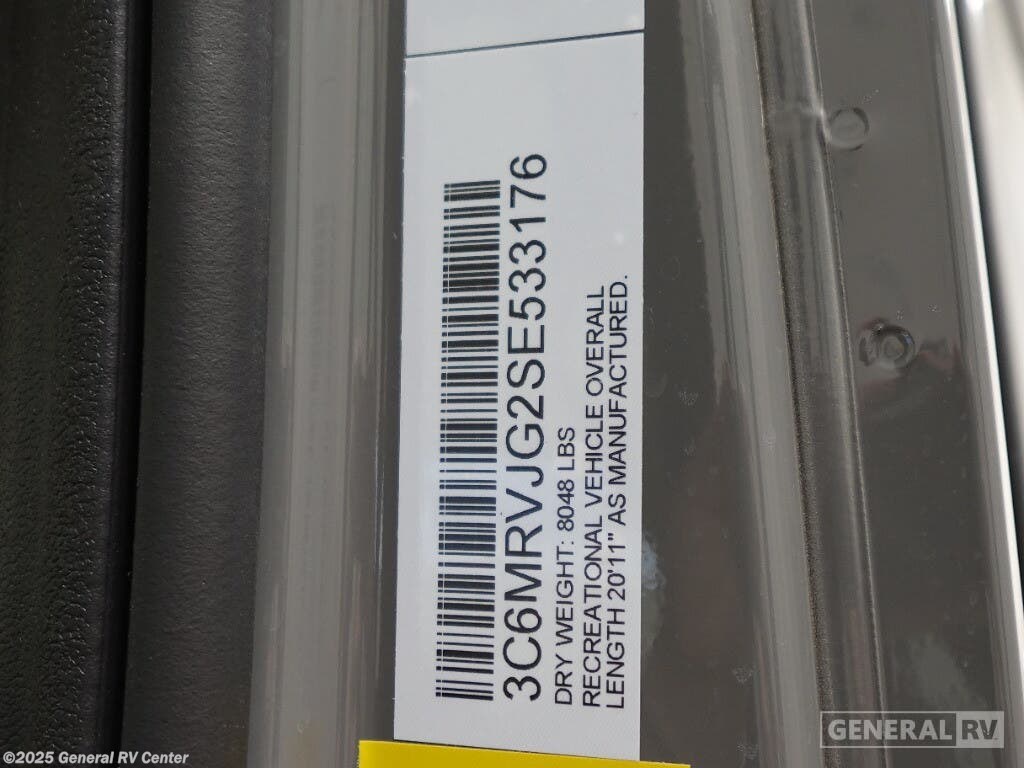 3C6MRVJG2SE533176
DRY WEIGHT: 8048 LBS
RECREATIONAL VEHICLE OVERALL
LENGTH 20'11" AS MANUFACTURED.
GENERAL RV
©2025 General RV Center